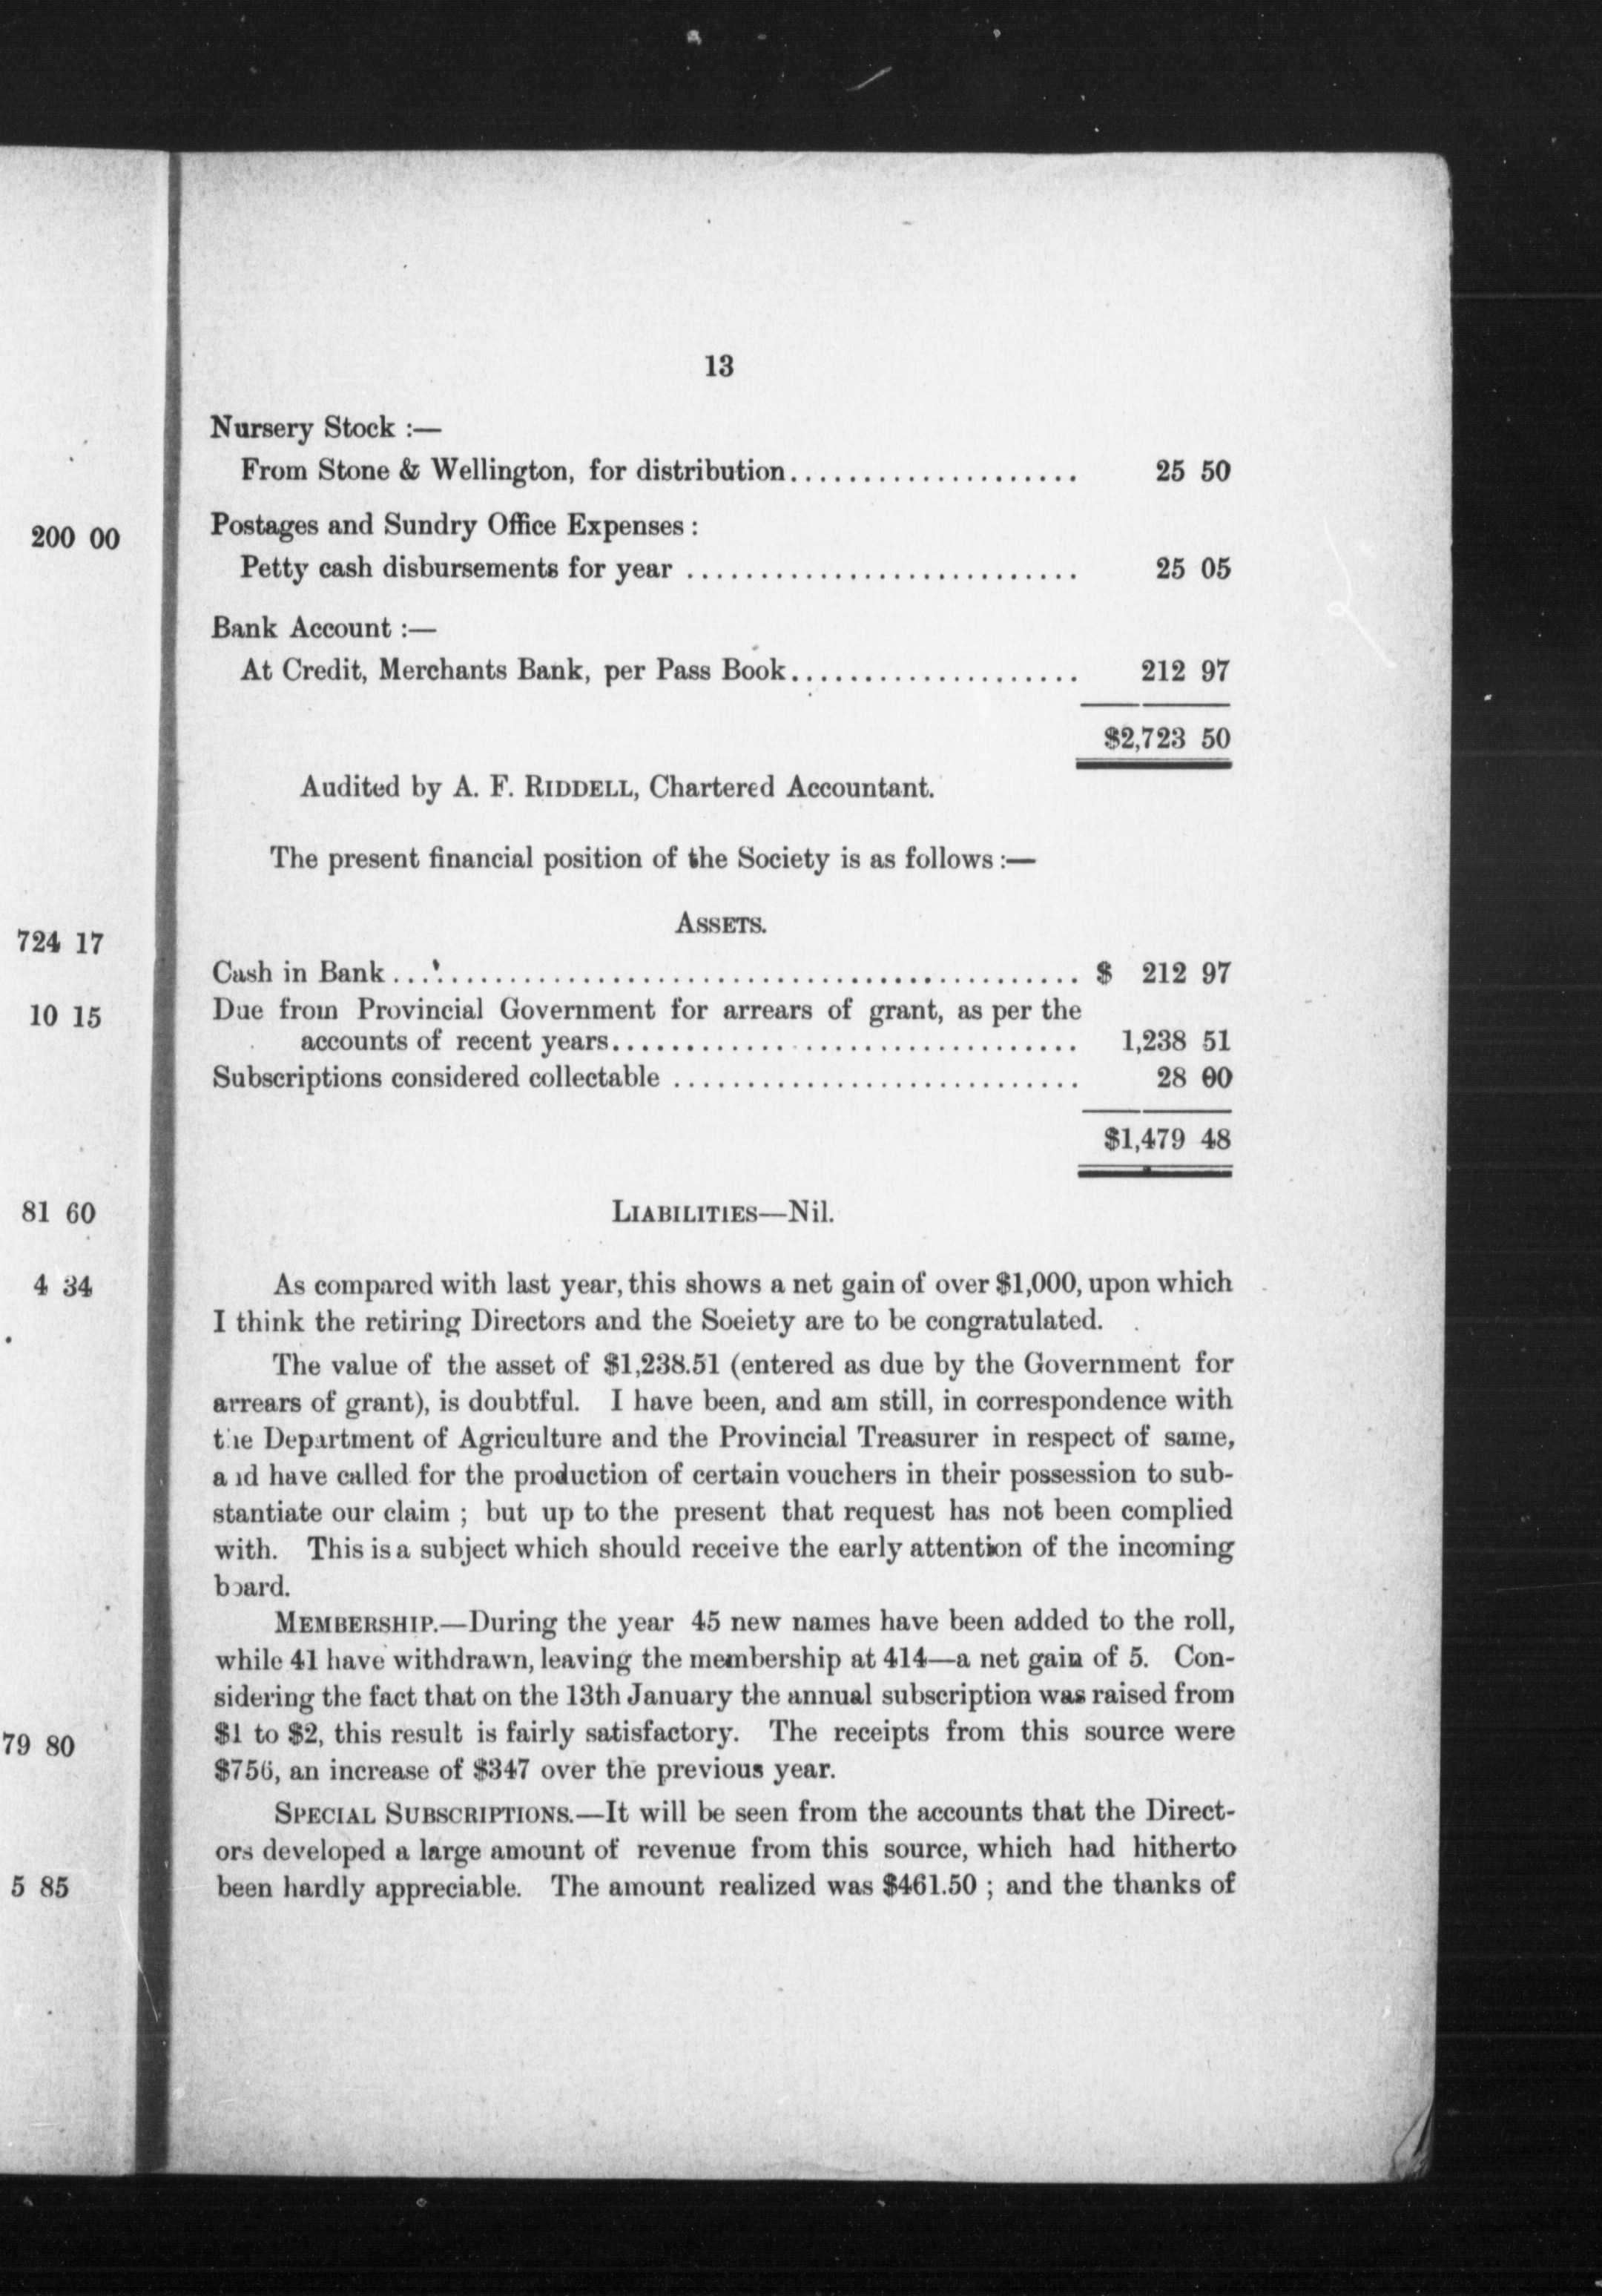 200 00
724 17
10 15
81 60
4 34
79 80
5 85
13
Nursery Stock :—
From Stone & Wellington, for distribution.................... 25 50
Postages and Sundry Office Expenses :
Petty cash disbursements for year ........................... 25 05
Bank Account :—
At Credit, Merchants Bank, per Pass Book.................... 212 97
$2,723 50
Audited by A. F. RIDDELL, Chartered Accountant.
The present financial position of the Society is as follows :—
ASSETS.
Cash in Bank ............................................... $ 212 97
Due from Provincial Government for arrears of grant, as per the
accounts of recent years................................ 1,238 51
Subscriptions considered collectable ............................ 28 00
$1,479 48
LIABILITIES—Nil.
As compared with last year, this shows a net gain of over $1,000, upon which
I think the retiring Directors and the Soeiety are to be congratulated.
The value of the asset of $1,238.51 (entered as due by the Government for
arrears of grant), is doubtful. I have been, and am still, in correspondence with
the Department of Agriculture and the Provincial Treasurer in respect of same,
and have called for the production of certain vouchers in their possession to sub-
stantiate our claim ; but up to the present that request has not been complied
with. This is a subject which should receive the early attention of the incoming
board.
MEMBERSHIP.—During the year 45 new names have been added to the roll,
while 41 have withdrawn, leaving the membership at 414—a net gain of 5. Con-
sidering the fact that on the 13th January the annual subscription was raised from
$1 to $2, this result is fairly satisfactory. The receipts from this source were
$756, an increase of $347 over the previous year.
SPECIAL SUBSCRIPTIONS.—It will be seen from the accounts that the Direct-
ors developed a large amount of revenue from this source, which had hitherto
been hardly appreciable. The amount realized was $461.50 ; and the thanks of